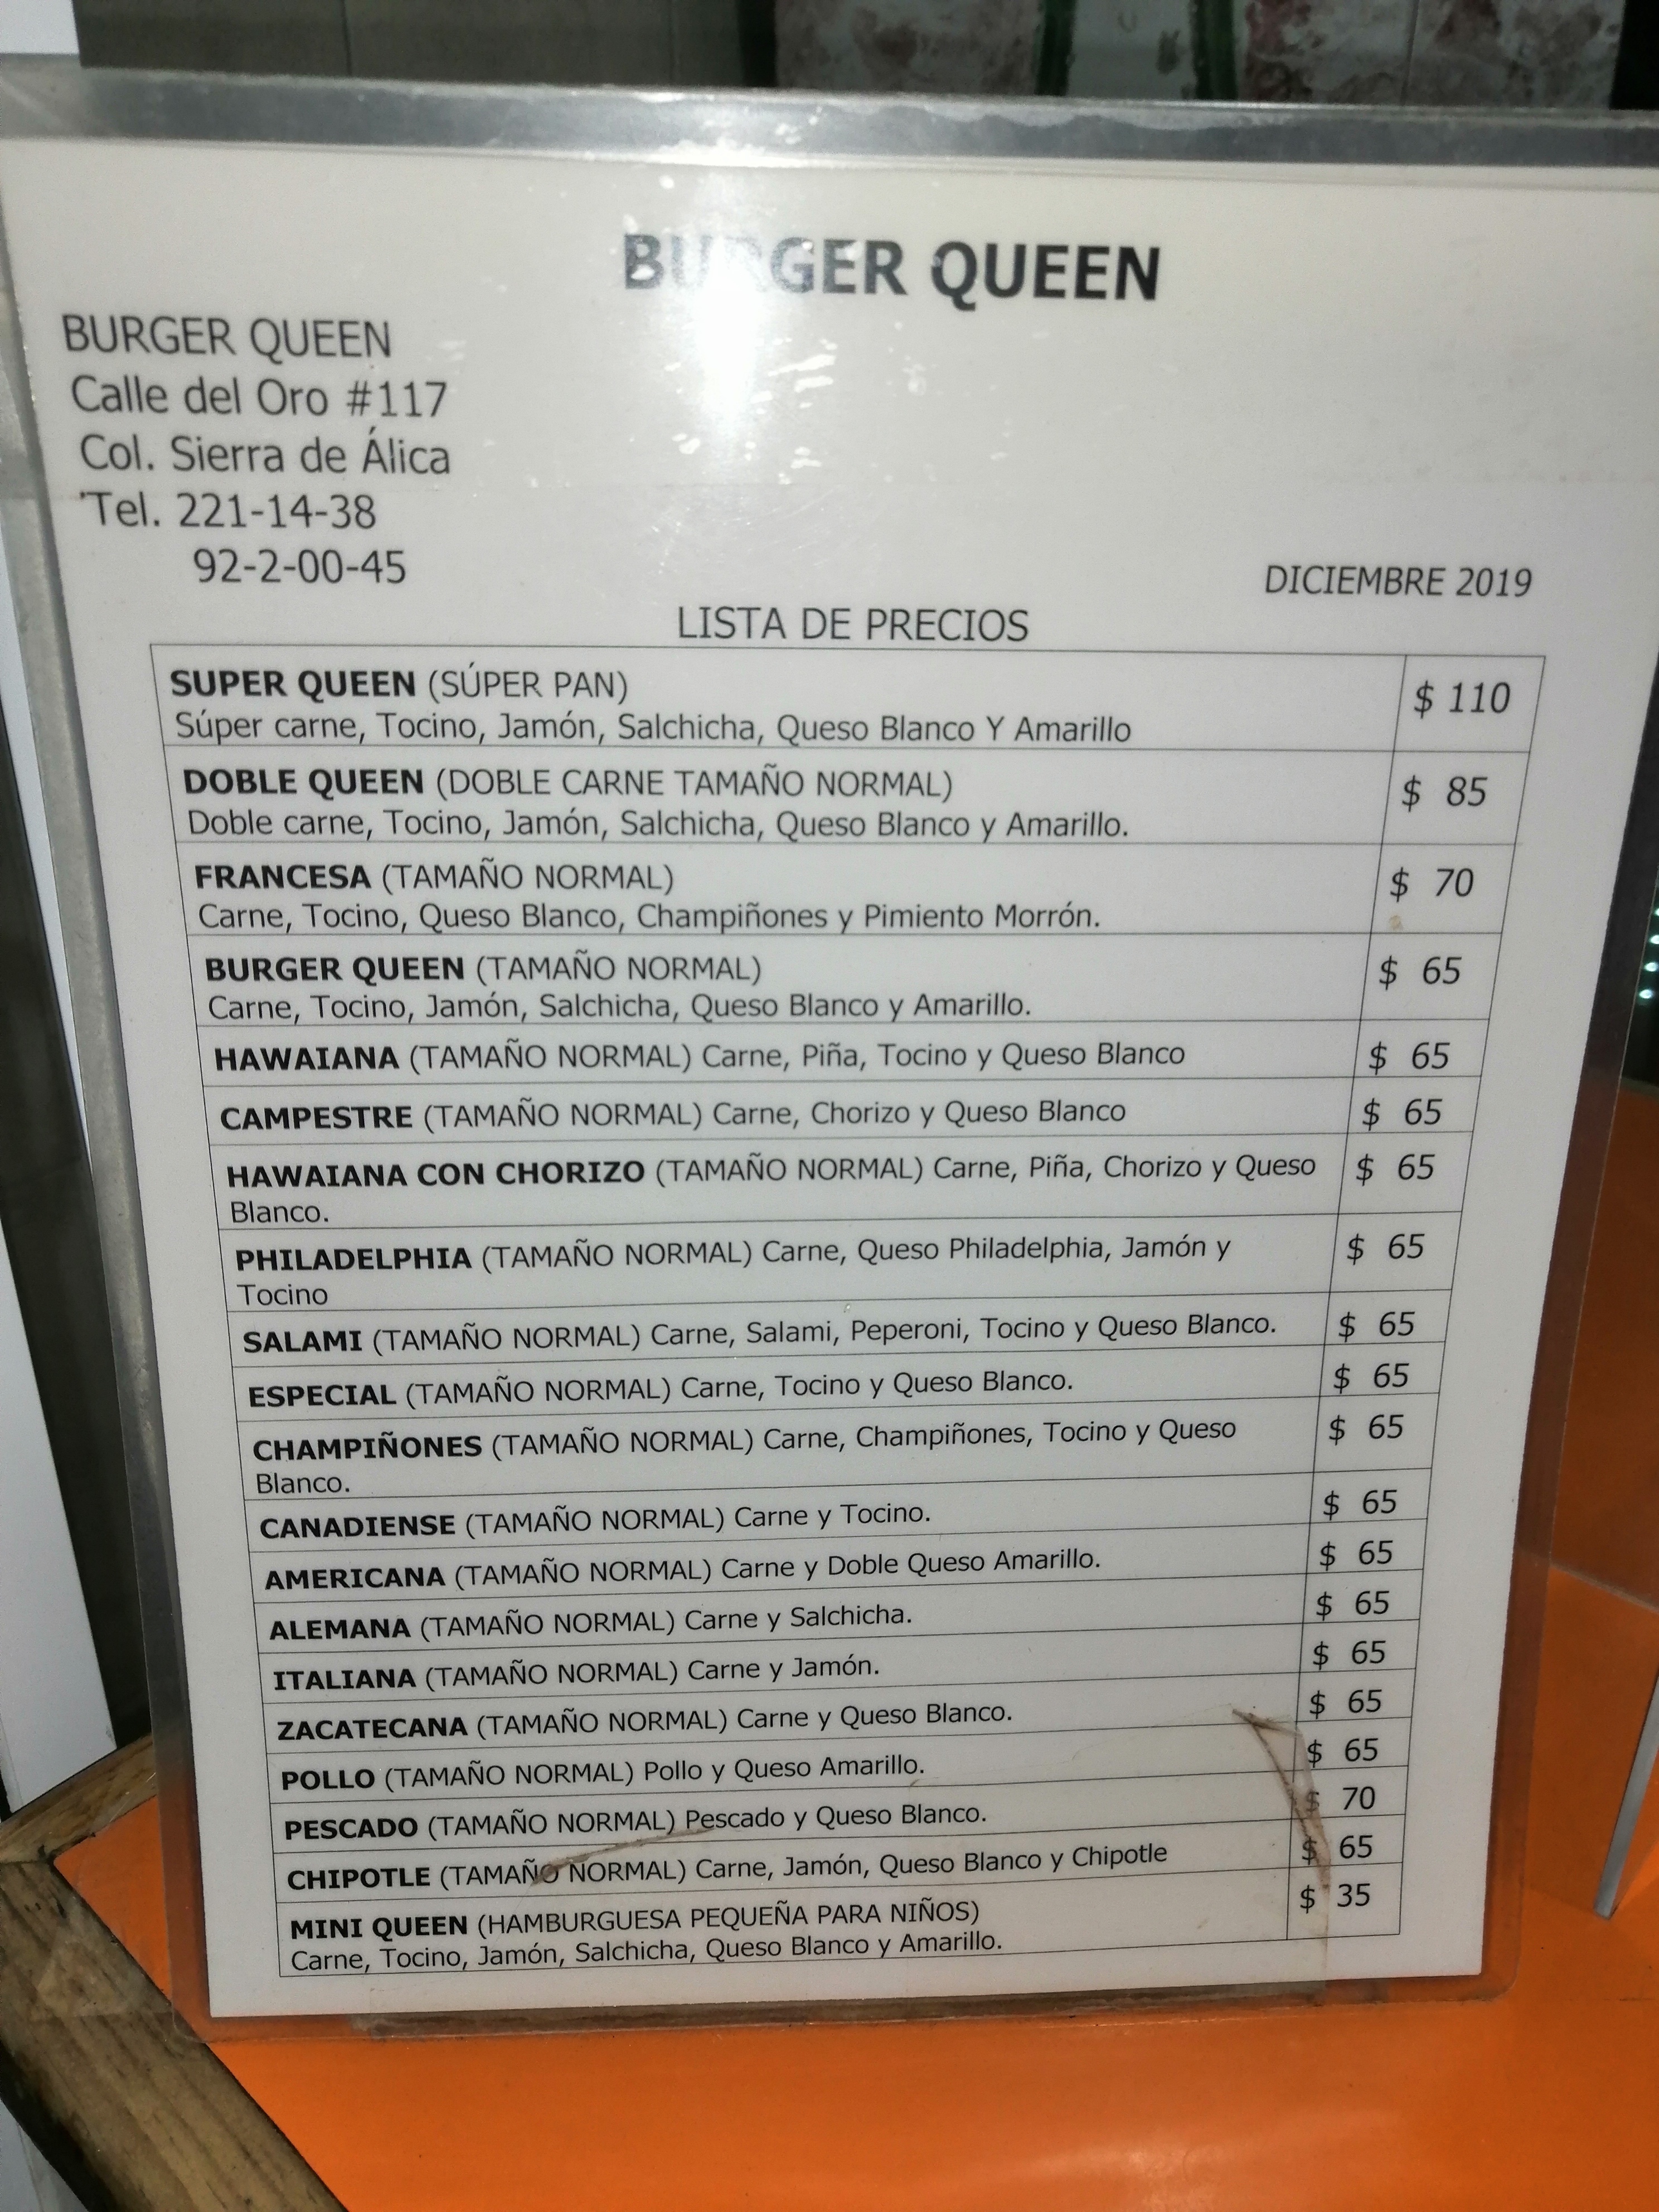 BURGER QUEEN
BURGER QUEEN
Calle del Oro #117
Col. Sierra de Álica
Tel. 221-14-38
92-2-00-45
DICIEMBRE 2019
LISTA DE PRECIOS
SUPER QUEEN (SÚPER PAN) $ 110
Súper carne, Tocino, Jamón, Salchicha, Queso Blanco Y Amarillo
DOBLE QUEEN (DOBLE CARNE TAMAÑO NORMAL) $ 85
Doble carne, Tocino, Jamón, Salchicha, Queso Blanco y Amarillo.
FRANCESA (TAMAÑO NORMAL) $ 70
Carne, Tocino, Queso Blanco, Champiñones y Pimiento Morrón.
BURGER QUEEN (TAMAÑO NORMAL) $ 65
Carne, Tocino, Jamón, Salchicha, Queso Blanco y Amarillo.
HAWAIANA (TAMAÑO NORMAL) Carne, Piña, Tocino y Queso Blanco $ 65
CAMPESTRE (TAMAÑO NORMAL) Carne, Chorizo y Queso Blanco $ 65
HAWAIANA CON CHORIZO (TAMAÑO NORMAL) Carne, Piña, Chorizo y Queso $ 65
Blanco.
PHILADELPHIA (TAMAÑO NORMAL) Carne, Queso Philadelphia, Jamón y $ 65
Tocino
SALAMI (TAMAÑO NORMAL) Carne, Salami, Peperoni, Tocino y Queso Blanco. $ 65
ESPECIAL (TAMAÑO NORMAL) Carne, Tocino y Queso Blanco. $ 65
CHAMPIÑONES (TAMAÑO NORMAL) Carne, Champiñones, Tocino y Queso $ 65
Blanco.
CANADIENSE (TAMAÑO NORMAL) Carne y Tocino. $ 65
AMERICANA (TAMAÑO NORMAL) Carne y Doble Queso Amarillo. $ 65
ALEMANA (TAMAÑO NORMAL) Carne y Salchicha. $ 65
ITALIANA (TAMAÑO NORMAL) Carne y Jamón. $ 65
ZACATECANA (TAMAÑO NORMAL) Carne y Queso Blanco. $ 65
POLLO (TAMAÑO NORMAL) Pollo y Queso Amarillo. $ 65
PESCADO (TAMAÑO NORMAL) Pescado y Queso Blanco. $ 70
CHIPOTLE (TAMAÑO NORMAL) Carne, Jamón, Queso Blanco y Chipotle $ 65
MINI QUEEN (HAMBURGUESA PEQUEÑA PARA NIÑOS) $ 35
Carne, Tocino, Jamón, Salchicha, Queso Blanco y Amarillo.